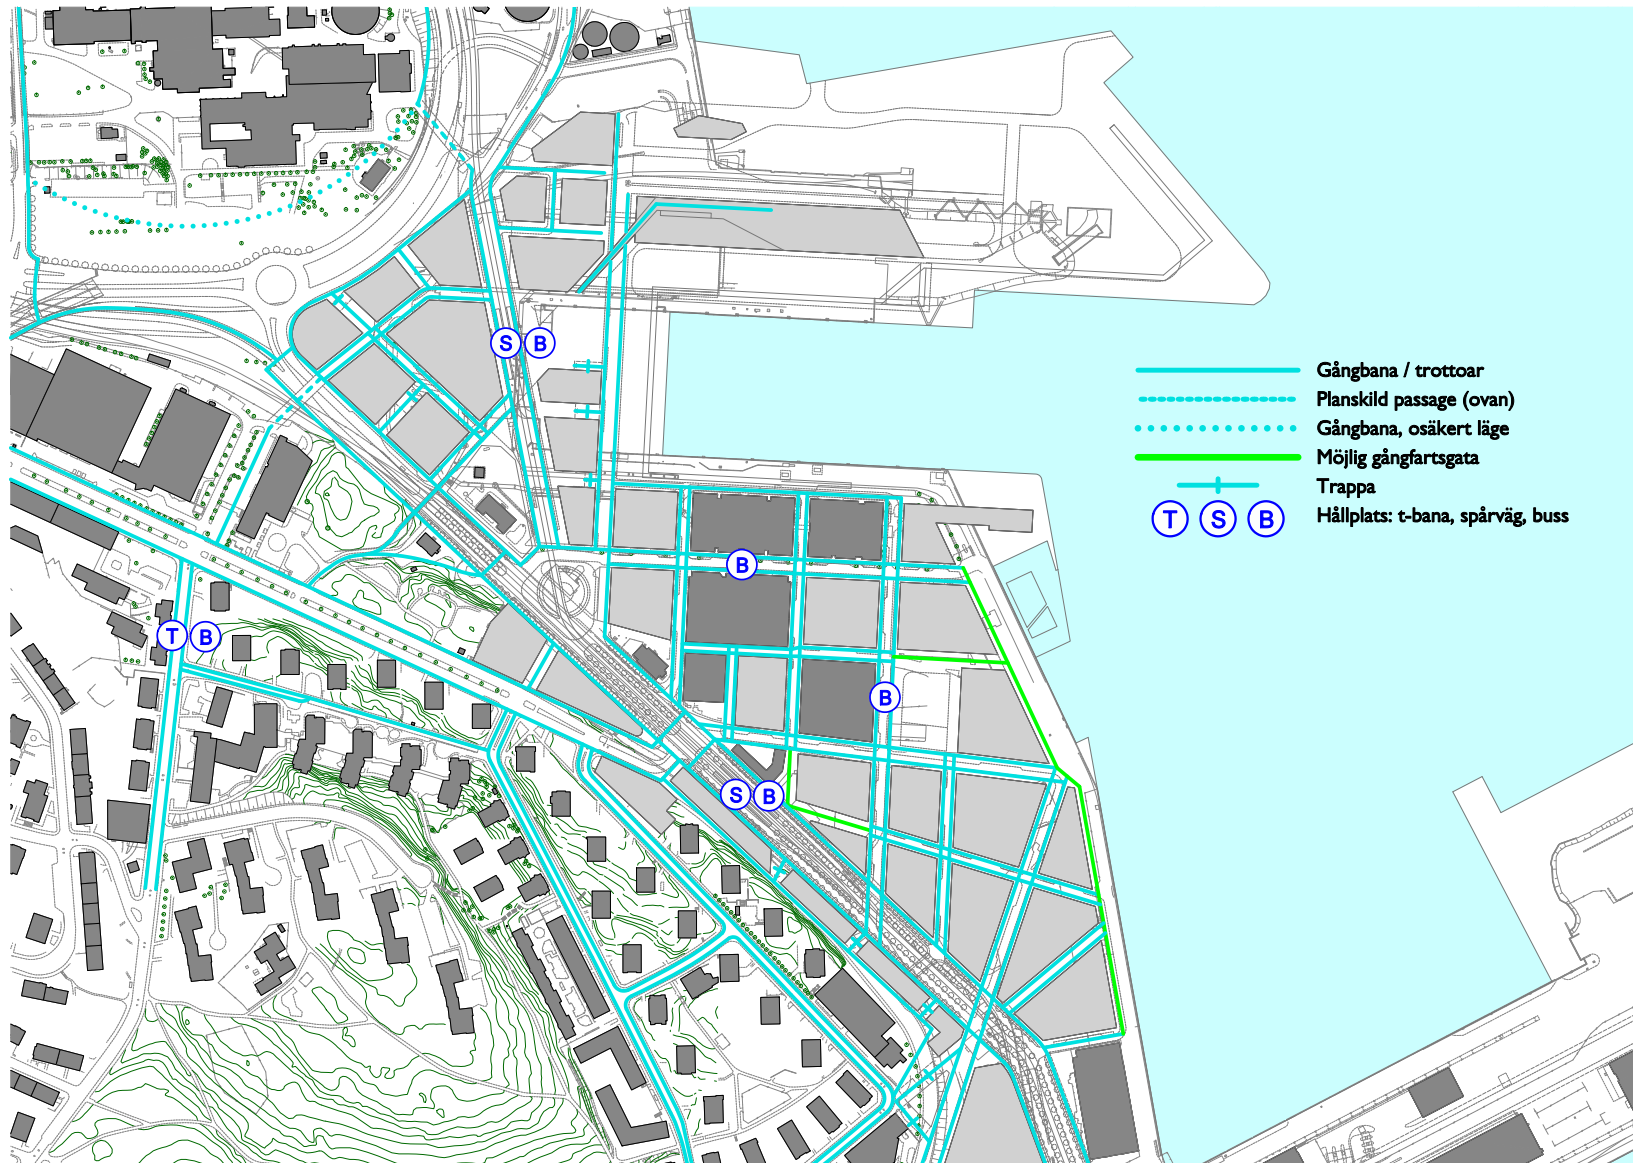 S B
Gångbana / trottoar
Planskild passage (ovan)
Gångbana, osäkert läge
Möjlig gångfartsgata
Trappa
T S B Hållplats: t-bana, spårväg, buss
B
T B
B
S B